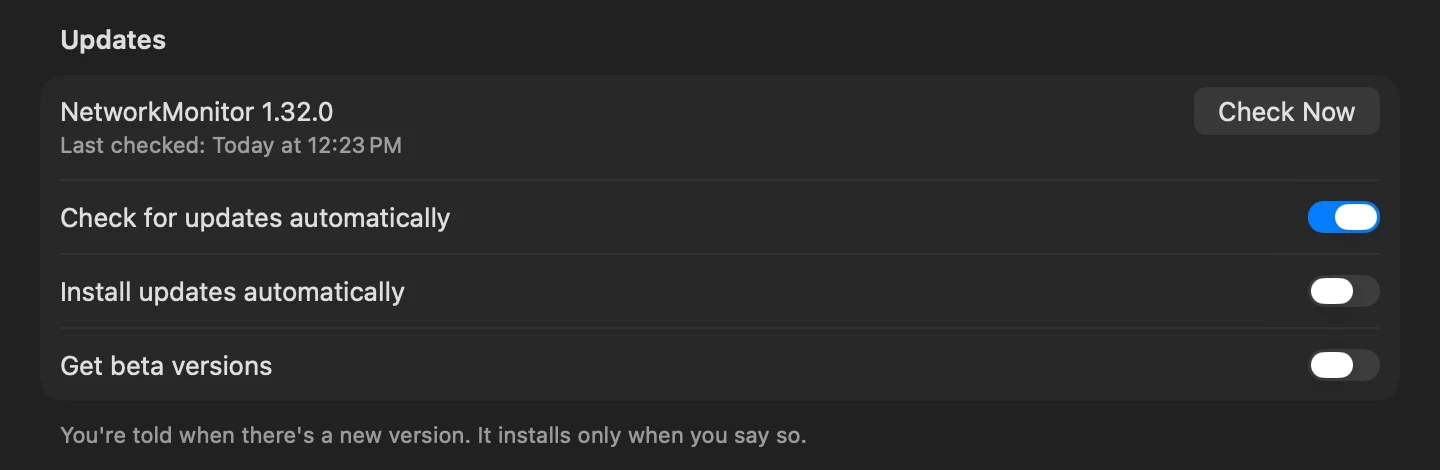 Updates
NetworkMonitor 1.32.0
Check Now
Last checked: Today at 12:23 PM
Check for updates automatically
Install updates automatically
Get beta versions
You're told when there's a new version. It installs only when you say so.